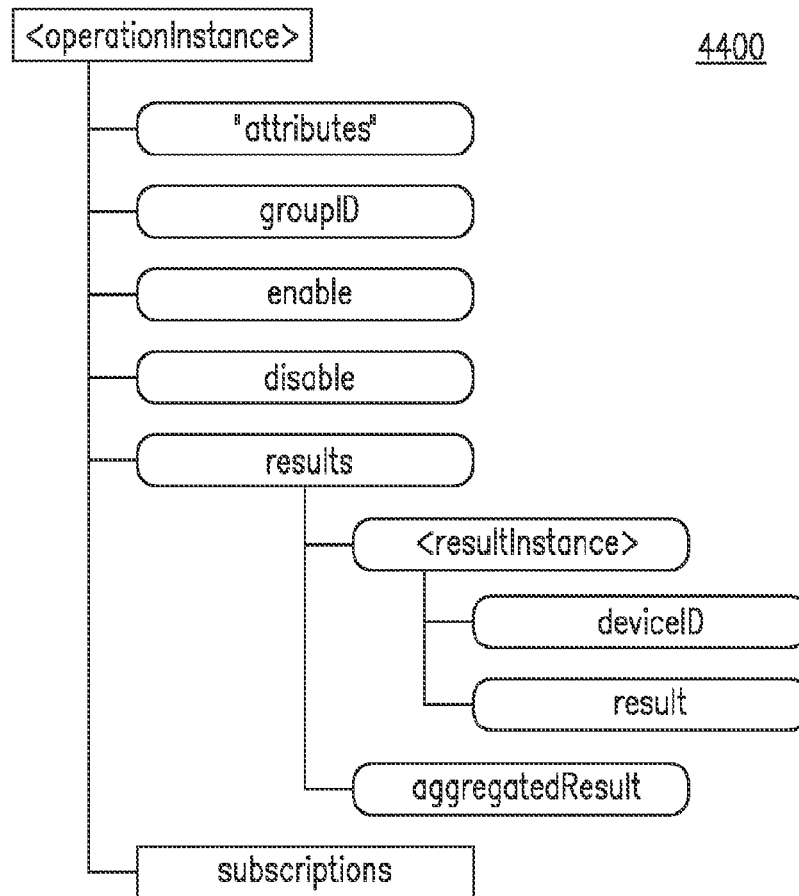 <operationInstance>
4400
"attributes"
groupID
enable
disable
results
<resultInstance>
deviceID
result
aggregatedResult
subscriptions